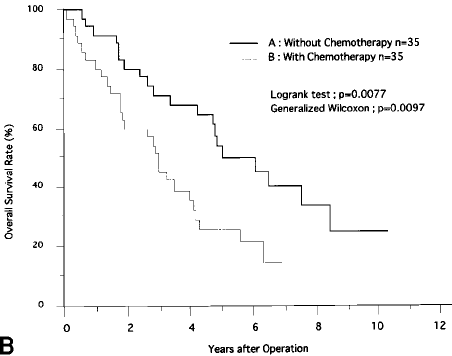 100
80
60
40
20
0
Overall Survival Rate (%)
A : Without Chemotherapy n=35
B : With Chemotherapy n=35
Logrank test ; p=0.0077
Generalized Wilcoxon ; p=0.0097
0 2 4 6 8 10 12
Years after Operation
B